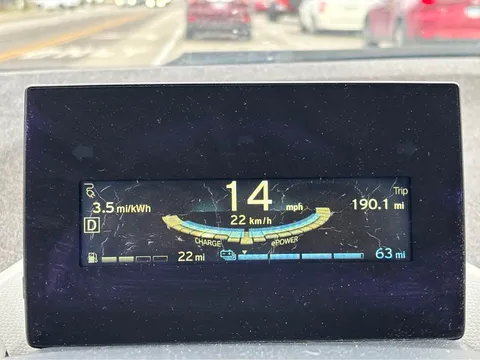 14 mph
Trip
3.5 mi/kWh
190.1 mi
22 km/h
D
CHARGE
ePOWER
22 mi
63 mi